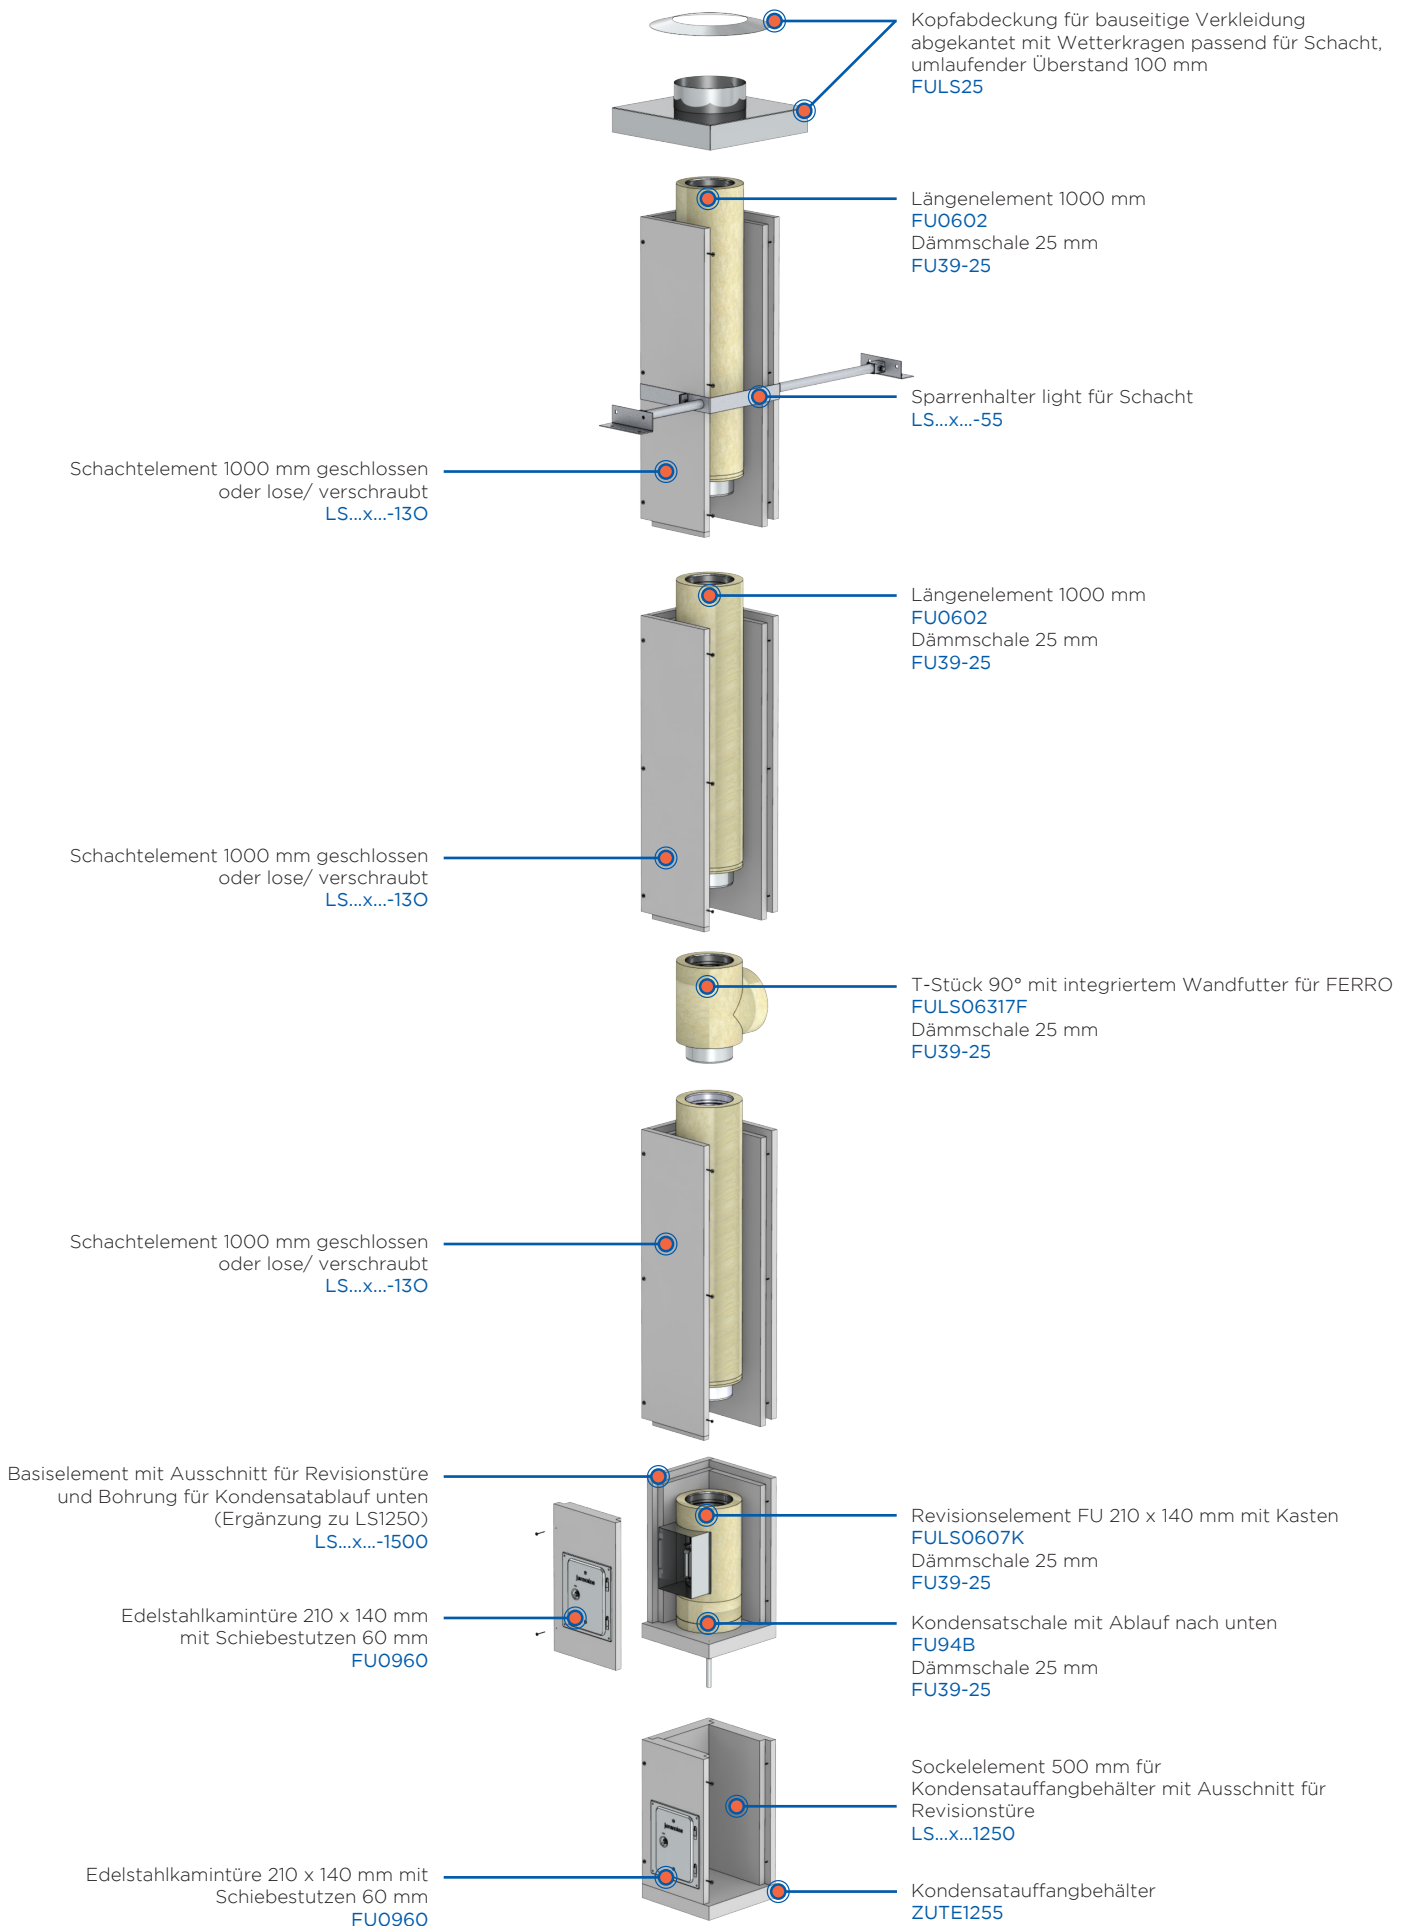 Kopfabdeckung für bauseitige Verkleidung
abgekantet mit Wetterkragen passend für Schacht,
umlaufender Überstand 100 mm
FULS25
Längenelement 1000 mm
FU0602
Dämmschale 25 mm
FU39-25
Sparrenhalter light für Schacht
LS...x...-55
Schachtelement 1000 mm geschlossen
oder lose/ verschraubt
LS...x...-13O
Längenelement 1000 mm
FU0602
Dämmschale 25 mm
FU39-25
Schachtelement 1000 mm geschlossen
oder lose/ verschraubt
LS...x...-13O
T-Stück 90° mit integriertem Wandfutter für FERRO
FULS06317F
Dämmschale 25 mm
FU39-25
Schachtelement 1000 mm geschlossen
oder lose/ verschraubt
LS...x...-13O
Basiselement mit Ausschnitt für Revisionstüre
und Bohrung für Kondensatablauf unten
(Ergänzung zu LS1250)
LS...x...-1500
Revisionselement FU 210 x 140 mm mit Kasten
FULS0607K
Dämmschale 25 mm
FU39-25
Edelstahlkamintüre 210 x 140 mm
mit Schiebestutzen 60 mm
FU0960
Kondensatschale mit Ablauf nach unten
FU94B
Dämmschale 25 mm
FU39-25
Sockelelement 500 mm für
Kondensatauffangbehälter mit Ausschnitt für
Revisionstüre
LS...x...1250
Edelstahlkamintüre 210 x 140 mm mit
Schiebestutzen 60 mm
FU0960
Kondensatauffangbehälter
ZUTE1255